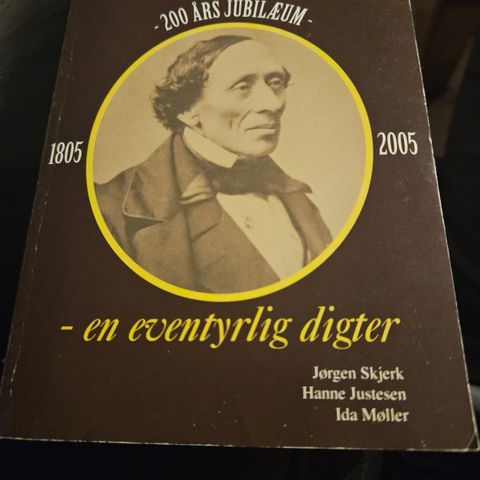 - 200 ÅRS JUBILÆUM -
1805
2005
- en eventyrlig digter
Jørgen Skjerk
Hanne Justesen
Ida Møller